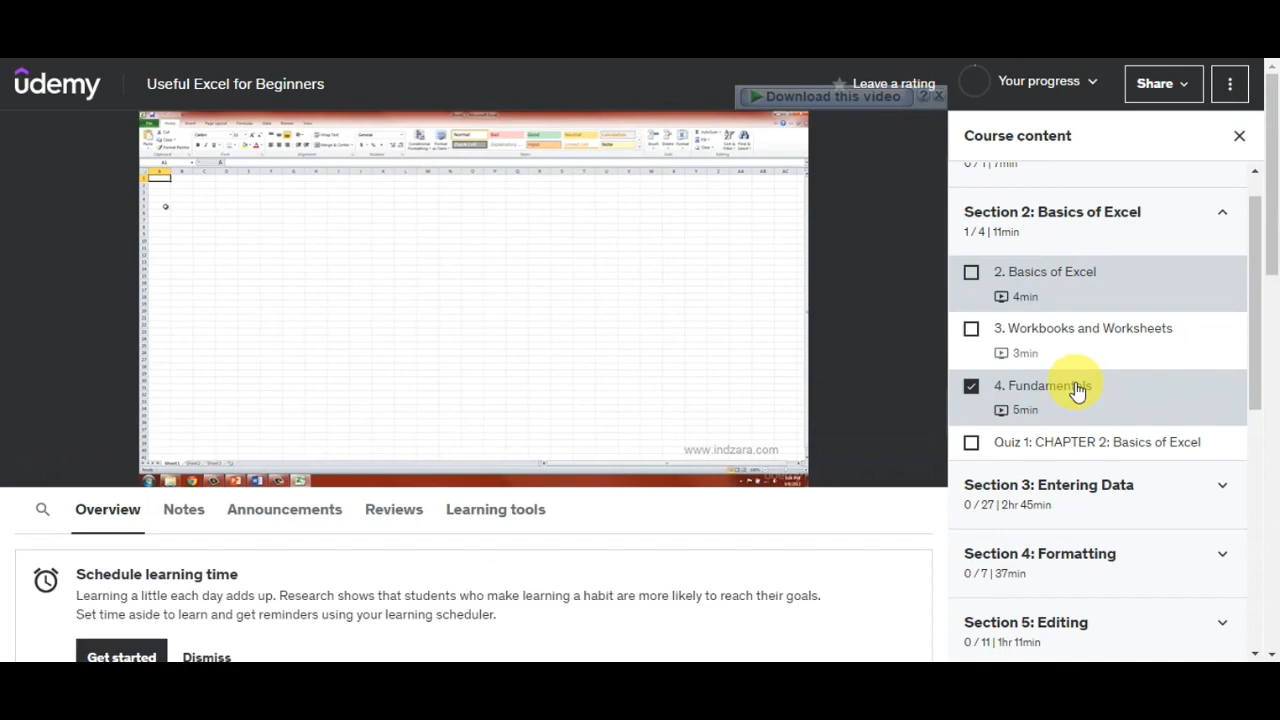 ûdemy
Useful Excel for Beginners
Leave a rating
Your progress
Share
Download this video
Course content
0 / 1 | 7min
Section 2: Basics of Excel
1 / 4 | 11min
2. Basics of Excel
4min
3. Workbooks and Worksheets
3min
4. Fundamentals
5min
Quiz 1: CHAPTER 2: Basics of Excel
Section 3: Entering Data
0 / 27 | 2hr 45min
Section 4: Formatting
0 / 7 | 37min
Section 5: Editing
0 / 11 | 1hr 11min
www.indzara.com
Overview
Notes
Announcements
Reviews
Learning tools
Schedule learning time
Learning a little each day adds up. Research shows that students who make learning a habit are more likely to reach their goals.
Set time aside to learn and get reminders using your learning scheduler.
Get started
Dismiss